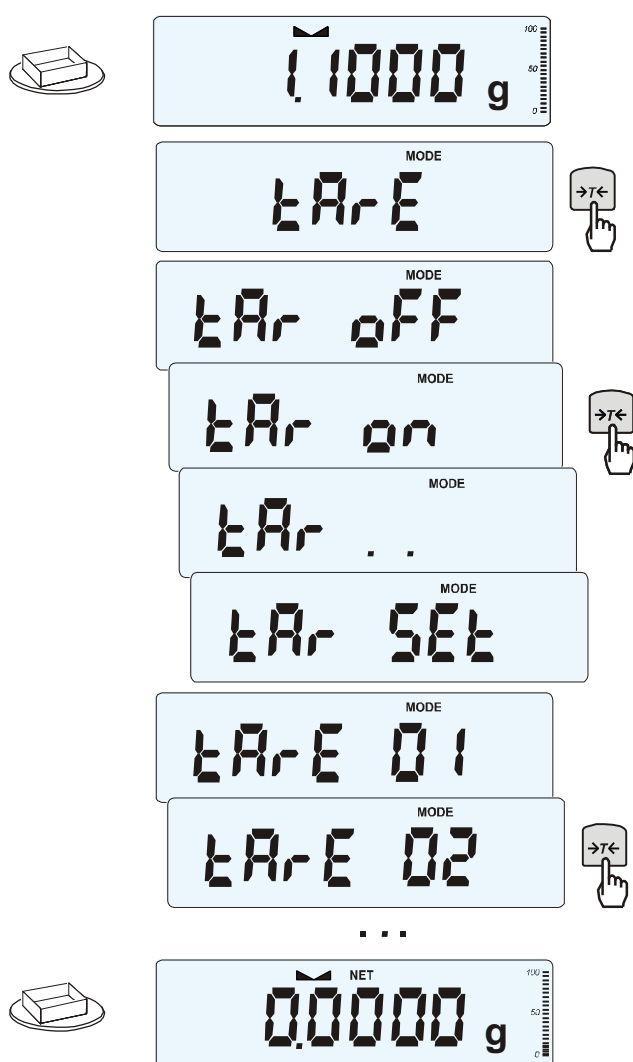 100
50
0
1.1000 g
MODE
tArE
→T←
MODE
tAr oFF
MODE
tAr on
→T←
MODE
tAr . .
MODE
tAr SEt
MODE
tArE 01
MODE
tArE 02
→T←
...
NET
100
50
0
0.0000 g